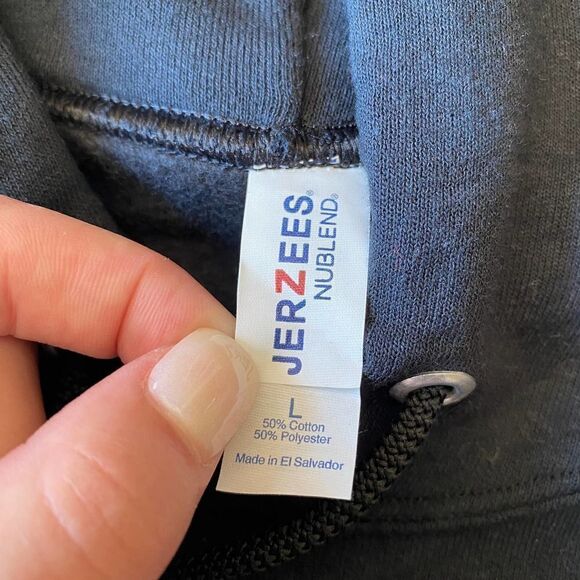 JERZEES®
NUBLEND®
L
50% Cotton
50% Polyester
Made in El Salvador